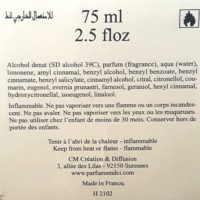 للاستعمال الخارجي فقط
75 ml
2.5 floz
Alcohol denat (SD alcohol 39C), parfum (fragrance), aqua (water),
limonene, amyl cinnamal, benzyl alcohol, benzyl benzoate, benzyl
cinnamate, benzyl salicylate, cinnamyl alcohol, citral, citronellol, cou-
marin, eugenol, evernia prunastri, farnesol, geraniol, hexyl cinnamal,
hydroxycitronellal, isoeugenol, linalool.
Inflammable. Ne pas vaporiser vers une flamme ou un corps incandes-
cent. Ne pas avaler. Ne pas vaporiser vers les yeux ou les muqueuses.
Ne pas utiliser chez l'enfant de moins de 30 mois. Conserver hors de
portée des enfants.
Tenir à l'abri de la chaleur - inflammable
Keep from heat or flame - flammable
CM Création & Diffusion
3, allée des Lilas - 92150 Suresnes
www.parfumsmdci.com
Made in France,
H 2102